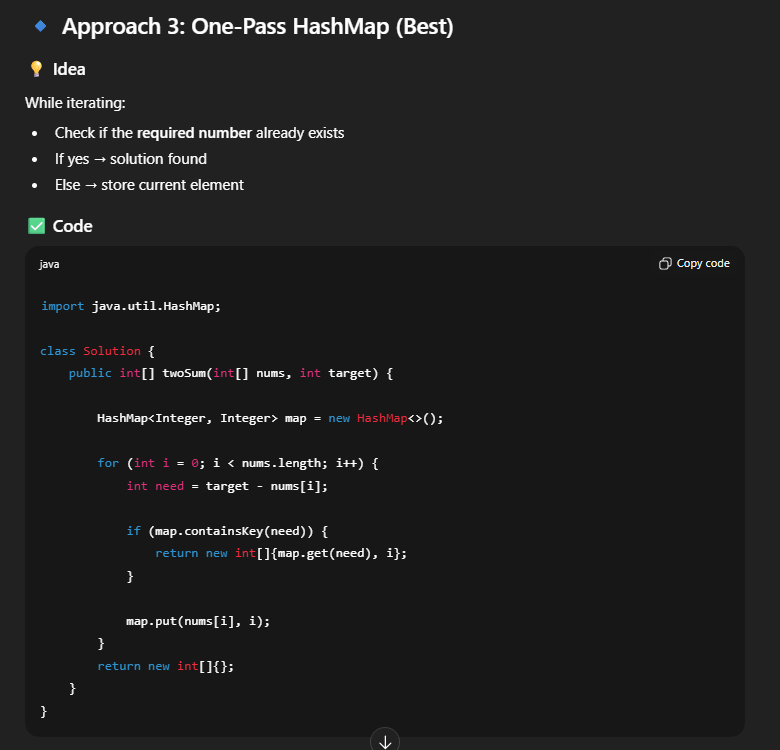 🔹 Approach 3: One-Pass HashMap (Best)
💡 Idea
While iterating:
• Check if the required number already exists
• If yes → solution found
• Else → store current element
✅ Code
java
Copy code
import java.util.HashMap;
class Solution {
    public int[] twoSum(int[] nums, int target) {
        HashMap<Integer, Integer> map = new HashMap<>();
        for (int i = 0; i < nums.length; i++) {
            int need = target - nums[i];
            if (map.containsKey(need)) {
                return new int[]{map.get(need), i};
            }
            map.put(nums[i], i);
        }
        return new int[]{};
    }
}